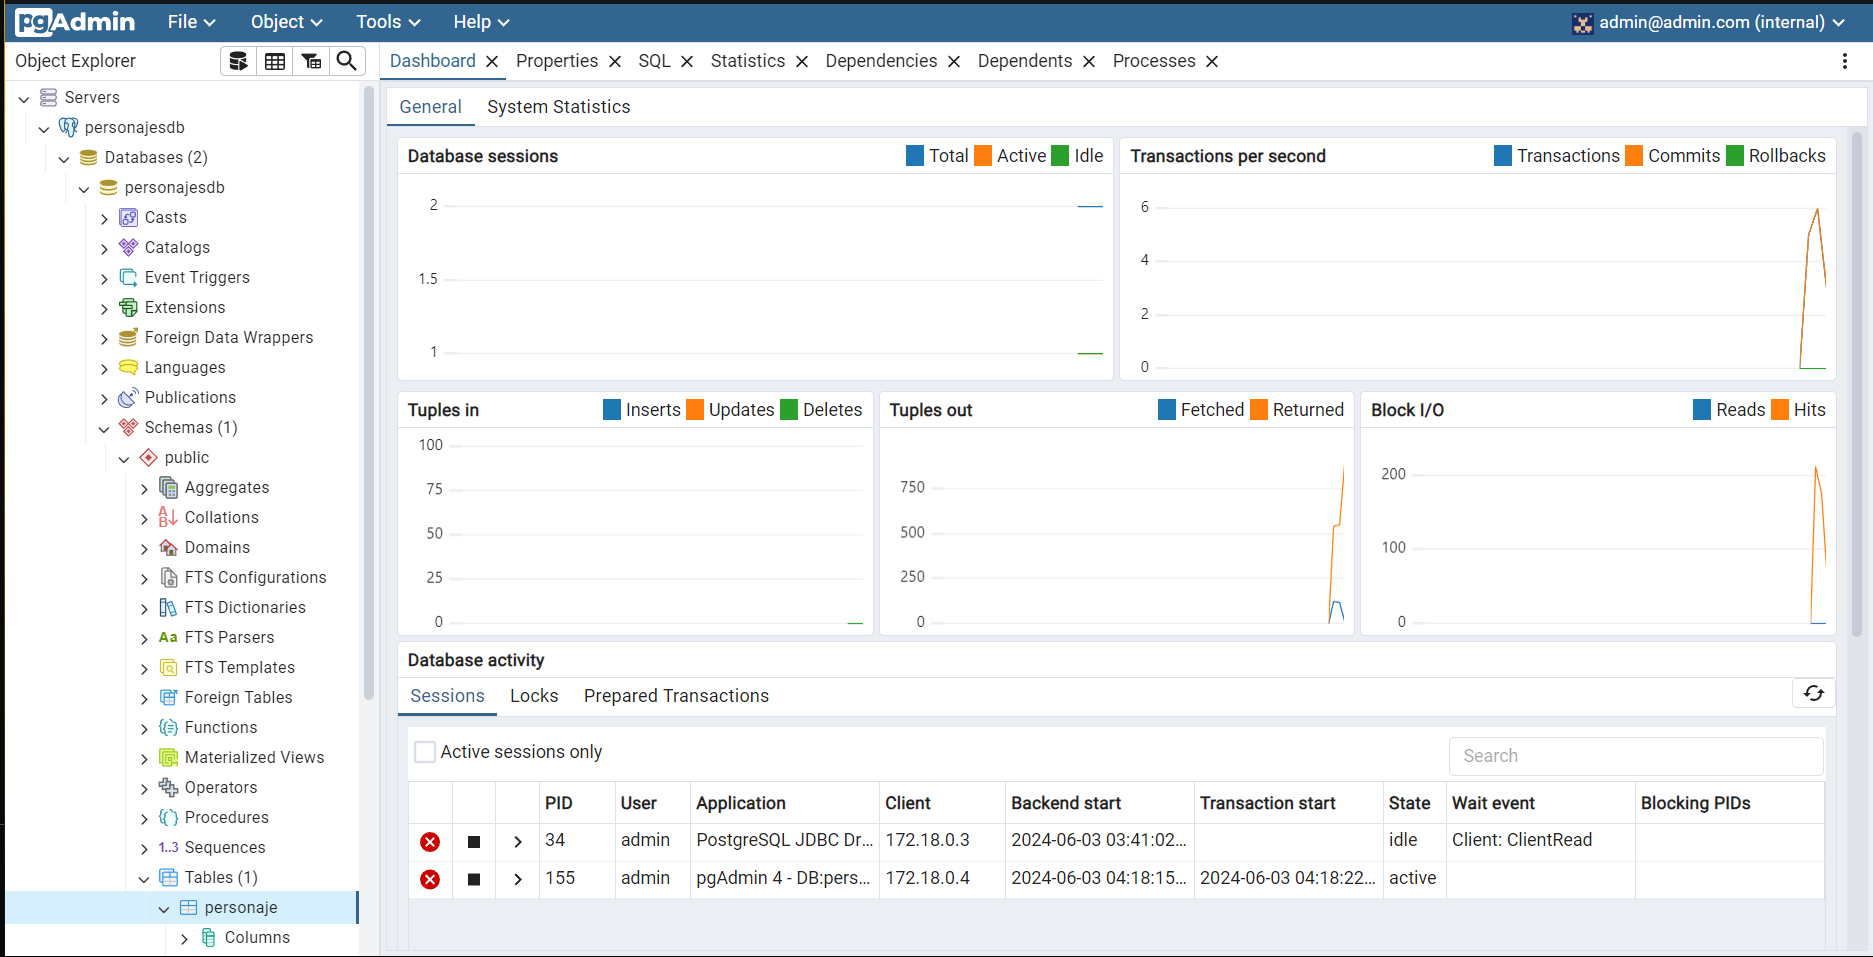 pgAdmin File Object Tools Help admin@admin.com (internal)
Object Explorer
Dashboard Properties SQL Statistics Dependencies Dependents Processes
Servers
personajesdb
Databases (2)
personajesdb
Casts
Catalogs
Event Triggers
Extensions
Foreign Data Wrappers
Languages
Publications
Schemas (1)
public
Aggregates
Collations
Domains
FTS Configurations
FTS Dictionaries
Aa FTS Parsers
FTS Templates
Foreign Tables
Functions
Materialized Views
Operators
Procedures
1..3 Sequences
Tables (1)
personaje
Columns
General System Statistics
Database sessions Total Active Idle
2
1.5
1
Transactions per second Transactions Commits Rollbacks
6
4
2
0
Tuples in Inserts Updates Deletes
100
75
50
25
0
Tuples out Fetched Returned
750
500
250
0
Block I/O Reads Hits
200
100
0
Database activity
Sessions Locks Prepared Transactions
Active sessions only Search
PID User Application Client Backend start Transaction start State Wait event Blocking PIDs
34 admin PostgreSQL JDBC Dr... 172.18.0.3 2024-06-03 03:41:02... idle Client: ClientRead
155 admin pgAdmin 4 - DB:pers... 172.18.0.4 2024-06-03 04:18:15... 2024-06-03 04:18:22... active